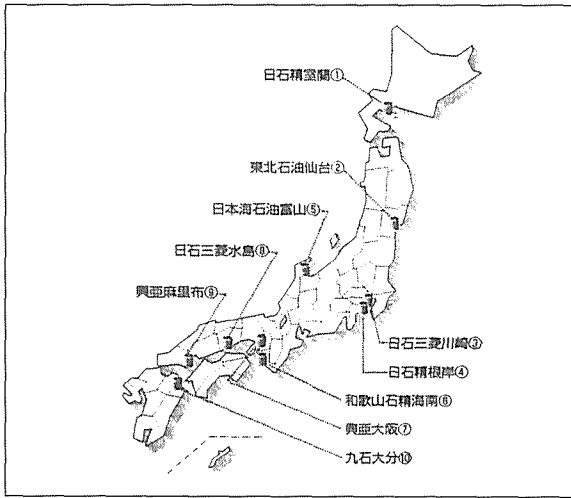 日石精室蘭①
東北石油仙台②
日本海石油富山⑤
日石三菱水島⑧
興亜麻里布⑨
日石三菱川崎③
日石精根岸④
和歌山石精海南⑥
興亜大阪⑦
九石大分⑩